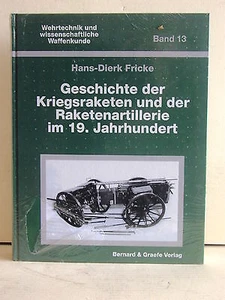 Wehrtechnik und
wissenschaftliche
Waffenkunde
Band 13
Hans-Dierk Fricke
Geschichte der
Kriegsraketen und der
Raketenartillerie
im 19. Jahrhundert
Bernard & Graefe Verlag